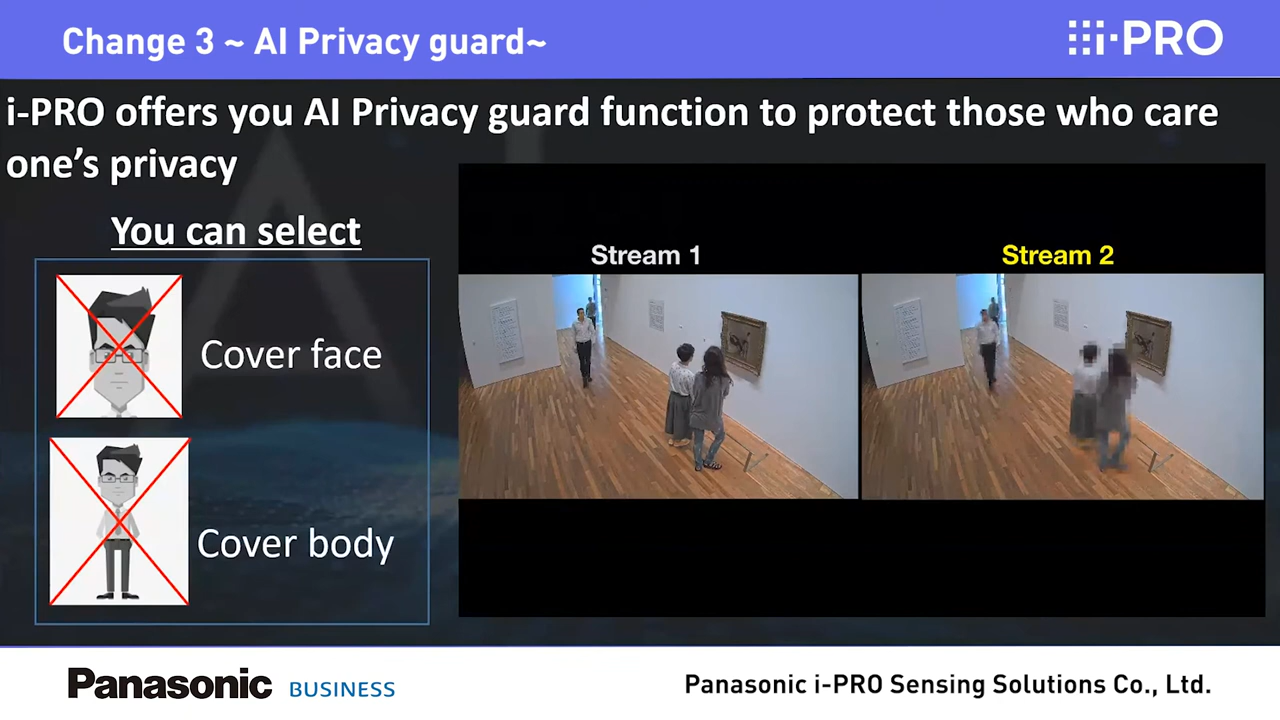 Change 3 ~ AI Privacy guard~
i-PRO
i-PRO offers you AI Privacy guard function to protect those who care
one’s privacy
You can select
Cover face
Cover body
Stream 1
Stream 2
Panasonic BUSINESS
Panasonic i-PRO Sensing Solutions Co., Ltd.